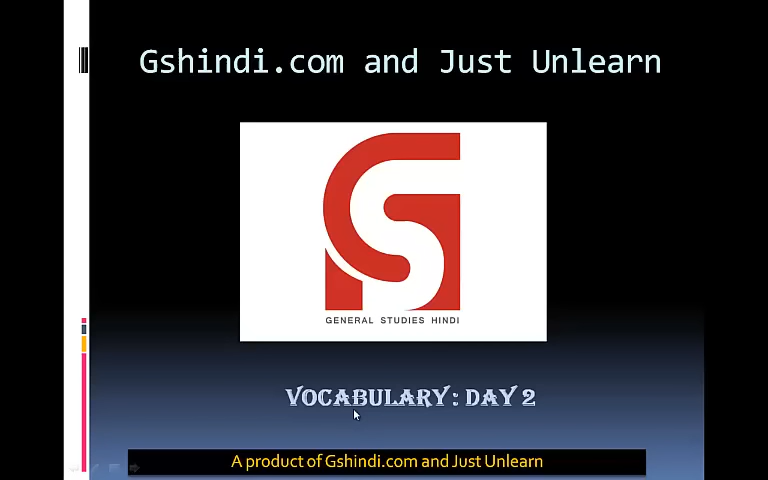 Gshindi.com and Just Unlearn
GENERAL STUDIES HINDI
VOCABULARY: DAY 2
A product of Gshindi.com and Just Unlearn